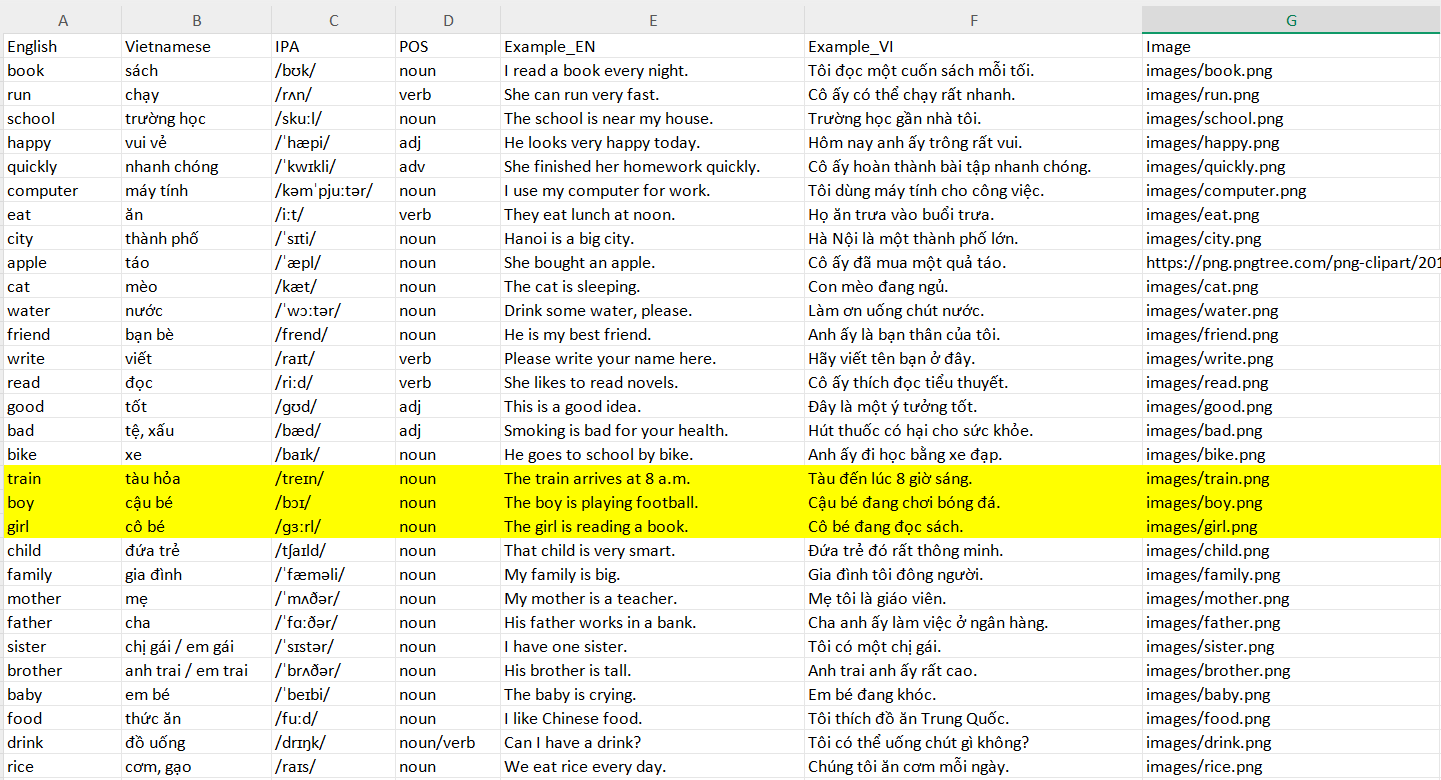 A B C D E F G
English Vietnamese IPA POS Example_EN Example_VI Image
book sách /bʊk/ noun I read a book every night. Tôi đọc một cuốn sách mỗi tối. images/book.png
run chạy /rʌn/ verb She can run very fast. Cô ấy có thể chạy rất nhanh. images/run.png
school trường học /skuːl/ noun The school is near my house. Trường học gần nhà tôi. images/school.png
happy vui vẻ /ˈhæpi/ adj He looks very happy today. Hôm nay anh ấy trông rất vui. images/happy.png
quickly nhanh chóng /ˈkwɪkli/ adv She finished her homework quickly. Cô ấy hoàn thành bài tập nhanh chóng. images/quickly.png
computer máy tính /kəmˈpjuːtər/ noun I use my computer for work. Tôi dùng máy tính cho công việc. images/computer.png
eat ăn /iːt/ verb They eat lunch at noon. Họ ăn trưa vào buổi trưa. images/eat.png
city thành phố /ˈsɪti/ noun Hanoi is a big city. Hà Nội là một thành phố lớn. images/city.png
apple táo /ˈæpl/ noun She bought an apple. Cô ấy đã mua một quả táo. https://png.pngtree.com/png-clipart/201
cat mèo /kæt/ noun The cat is sleeping. Con mèo đang ngủ. images/cat.png
water nước /ˈwɔːtər/ noun Drink some water, please. Làm ơn uống chút nước. images/water.png
friend bạn bè /frend/ noun He is my best friend. Anh ấy là bạn thân của tôi. images/friend.png
write viết /raɪt/ verb Please write your name here. Hãy viết tên bạn ở đây. images/write.png
read đọc /riːd/ verb She likes to read novels. Cô ấy thích đọc tiểu thuyết. images/read.png
good tốt /ɡʊd/ adj This is a good idea. Đây là một ý tưởng tốt. images/good.png
bad tệ, xấu /bæd/ adj Smoking is bad for your health. Hút thuốc có hại cho sức khỏe. images/bad.png
bike xe /baɪk/ noun He goes to school by bike. Anh ấy đi học bằng xe đạp. images/bike.png
train tàu hỏa /treɪn/ noun The train arrives at 8 a.m. Tàu đến lúc 8 giờ sáng. images/train.png
boy cậu bé /bɔɪ/ noun The boy is playing football. Cậu bé đang chơi bóng đá. images/boy.png
girl cô bé /ɡɜːrl/ noun The girl is reading a book. Cô bé đang đọc sách. images/girl.png
child đứa trẻ /tʃaɪld/ noun That child is very smart. Đứa trẻ đó rất thông minh. images/child.png
family gia đình /ˈfæməli/ noun My family is big. Gia đình tôi đông người. images/family.png
mother mẹ /ˈmʌðər/ noun My mother is a teacher. Mẹ tôi là giáo viên. images/mother.png
father cha /ˈfɑːðər/ noun His father works in a bank. Cha anh ấy làm việc ở ngân hàng. images/father.png
sister chị gái / em gái /ˈsɪstər/ noun I have one sister. Tôi có một chị gái. images/sister.png
brother anh trai / em trai /ˈbrʌðər/ noun His brother is tall. Anh trai anh ấy rất cao. images/brother.png
baby em bé /ˈbeɪbi/ noun The baby is crying. Em bé đang khóc. images/baby.png
food thức ăn /fuːd/ noun I like Chinese food. Tôi thích đồ ăn Trung Quốc. images/food.png
drink đồ uống /drɪŋk/ noun/verb Can I have a drink? Tôi có thể uống chút gì không? images/drink.png
rice cơm, gạo /raɪs/ noun We eat rice every day. Chúng tôi ăn cơm mỗi ngày. images/rice.png